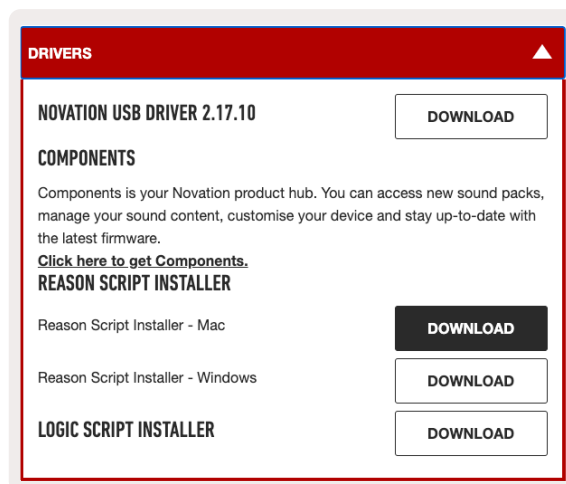 DRIVERS
NOVATION USB DRIVER 2.17.10
DOWNLOAD
COMPONENTS
Components is your Novation product hub. You can access new sound packs,
manage your sound content, customise your device and stay up-to-date with
the latest firmware.
Click here to get Components.
REASON SCRIPT INSTALLER
Reason Script Installer - Mac
DOWNLOAD
Reason Script Installer - Windows
DOWNLOAD
LOGIC SCRIPT INSTALLER
DOWNLOAD